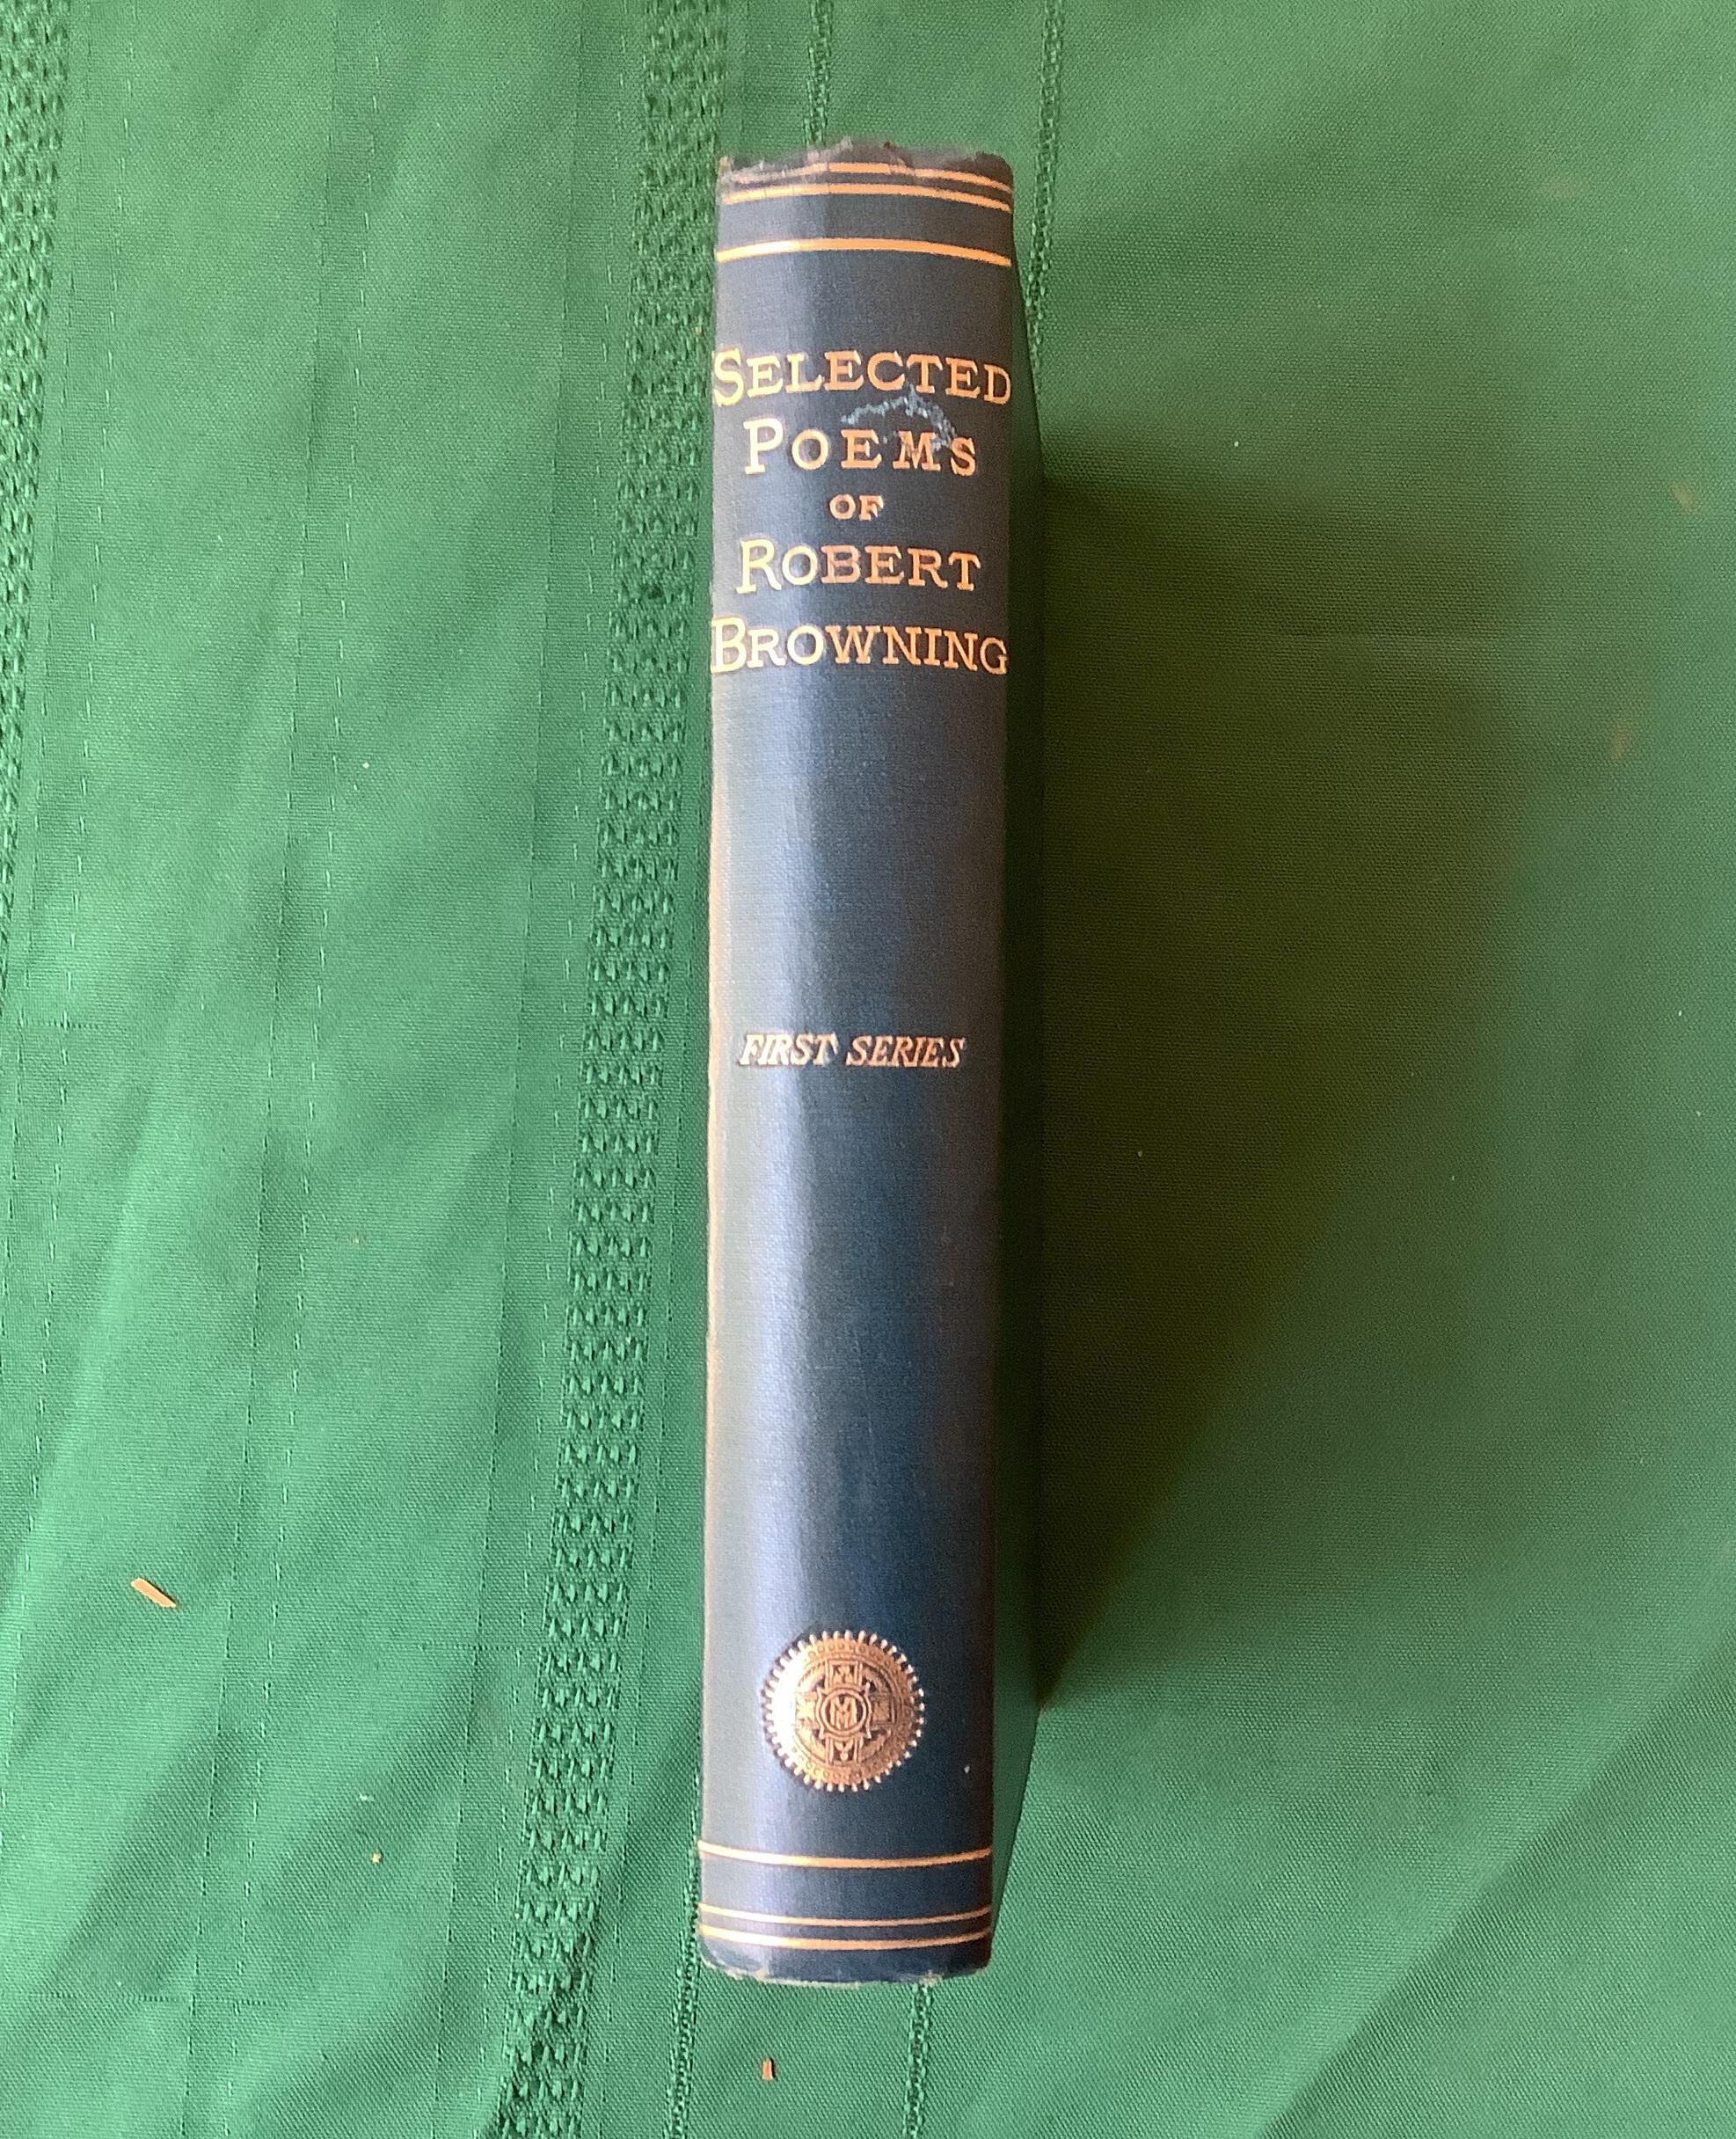 SELECTED
POEMS
OF
ROBERT
BROWNING
FIRST SERIES